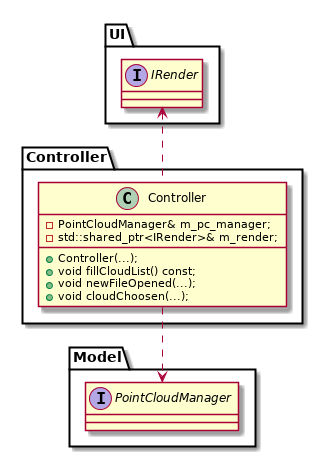 UI
I IRender
Controller
C Controller
PointCloudManager& m_pc_manager;
std::shared_ptr<IRender>& m_render;
Controller(...);
void fillCloudList() const;
void newFileOpened(...);
void cloudChoosen(...);
Model
I PointCloudManager